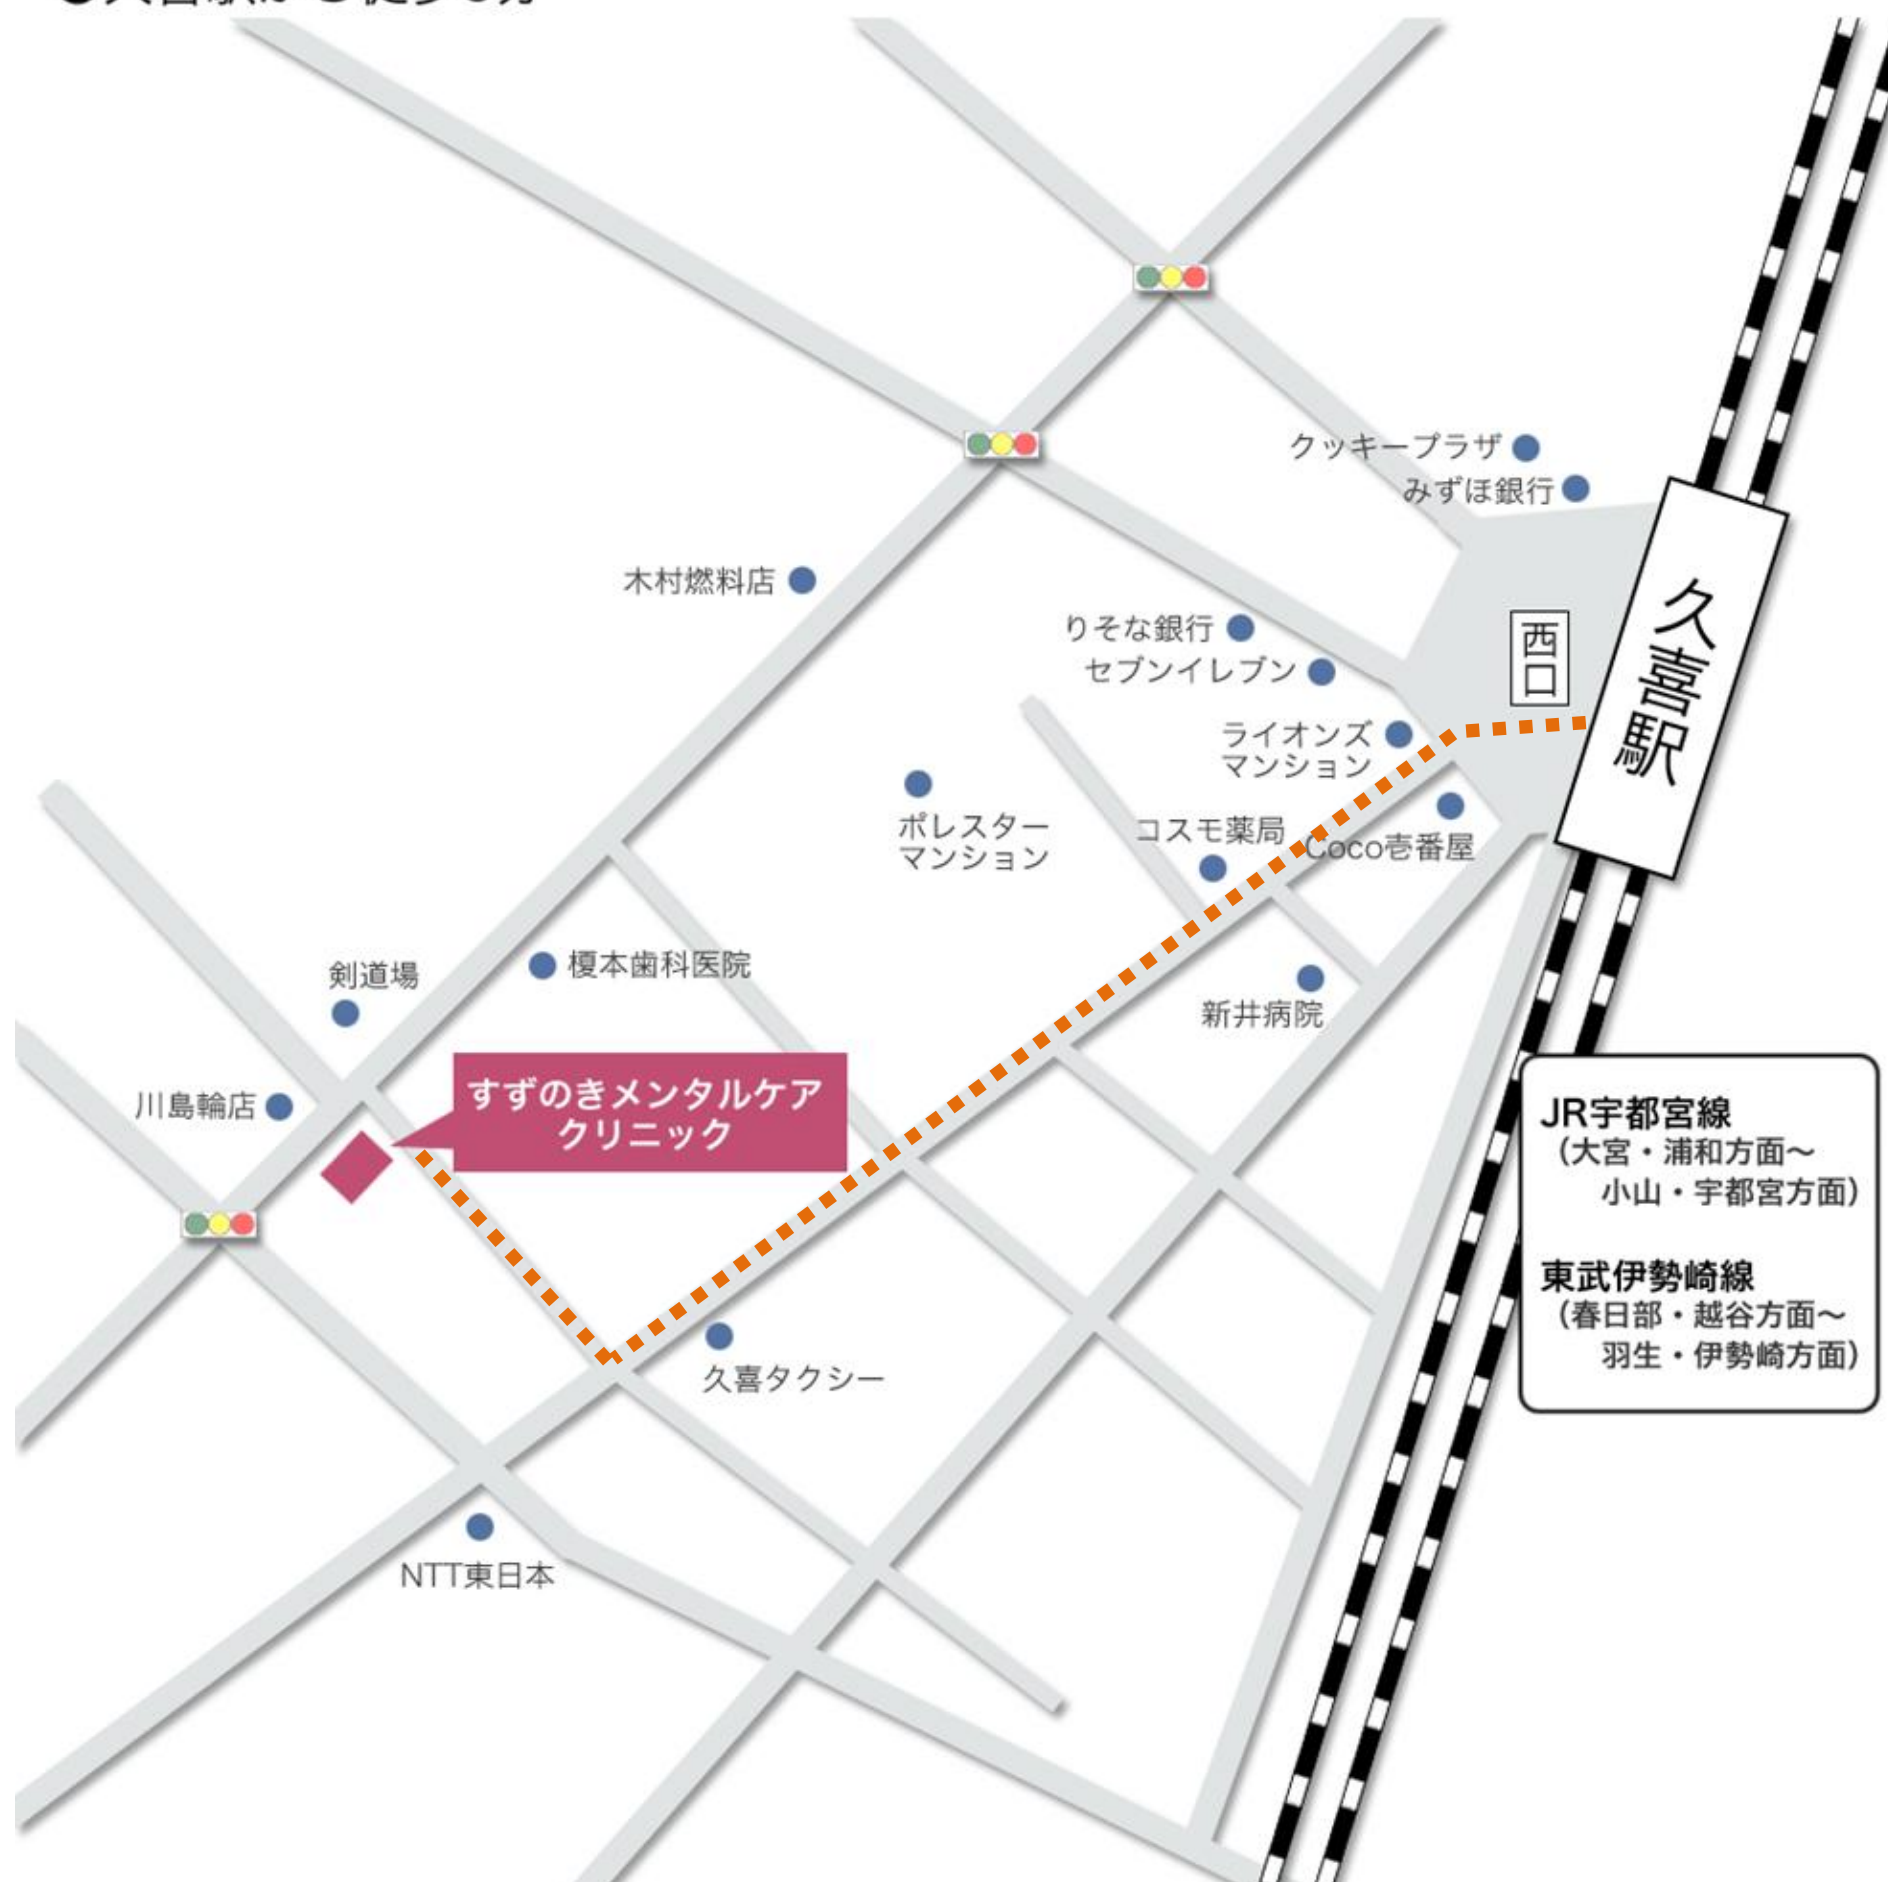 クッキープラザ
みずほ銀行
久喜駅
西口
木村燃料店
りそな銀行
セブンイレブン
ライオンズ
マンション
ポレスター
マンション
コスモ薬局
Coco壱番屋
榎本歯科医院
剣道場
新井病院
川島輪店
すずのきメンタルケア
クリニック
JR宇都宮線
（大宮・浦和方面～
小山・宇都宮方面）
東武伊勢崎線
（春日部・越谷方面～
羽生・伊勢崎方面）
久喜タクシー
NTT東日本